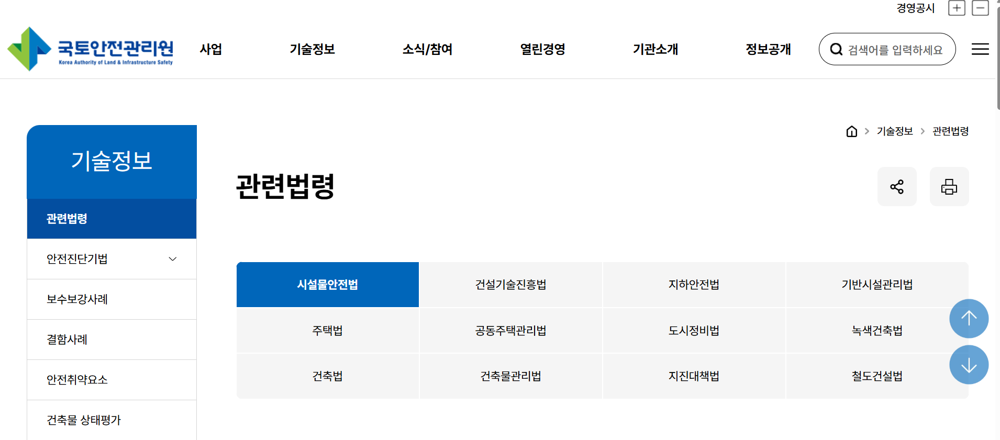 경영공시
국토안전관리원
Korea Authority of Land & Infrastructure Safety
사업 기술정보 소식/참여 열린경영 기관소개 정보공개 검색어를 입력하세요
기술정보 관련법령
기술정보
관련법령
안전진단기법
보수보강사례
결함사례
안전취약요소
건축물 상태평가
관련법령
시설물안전법 건설기술진흥법 지하안전법 기반시설관리법
주택법 공동주택관리법 도시정비법 녹색건축법
건축법 건축물관리법 지진대책법 철도건설법